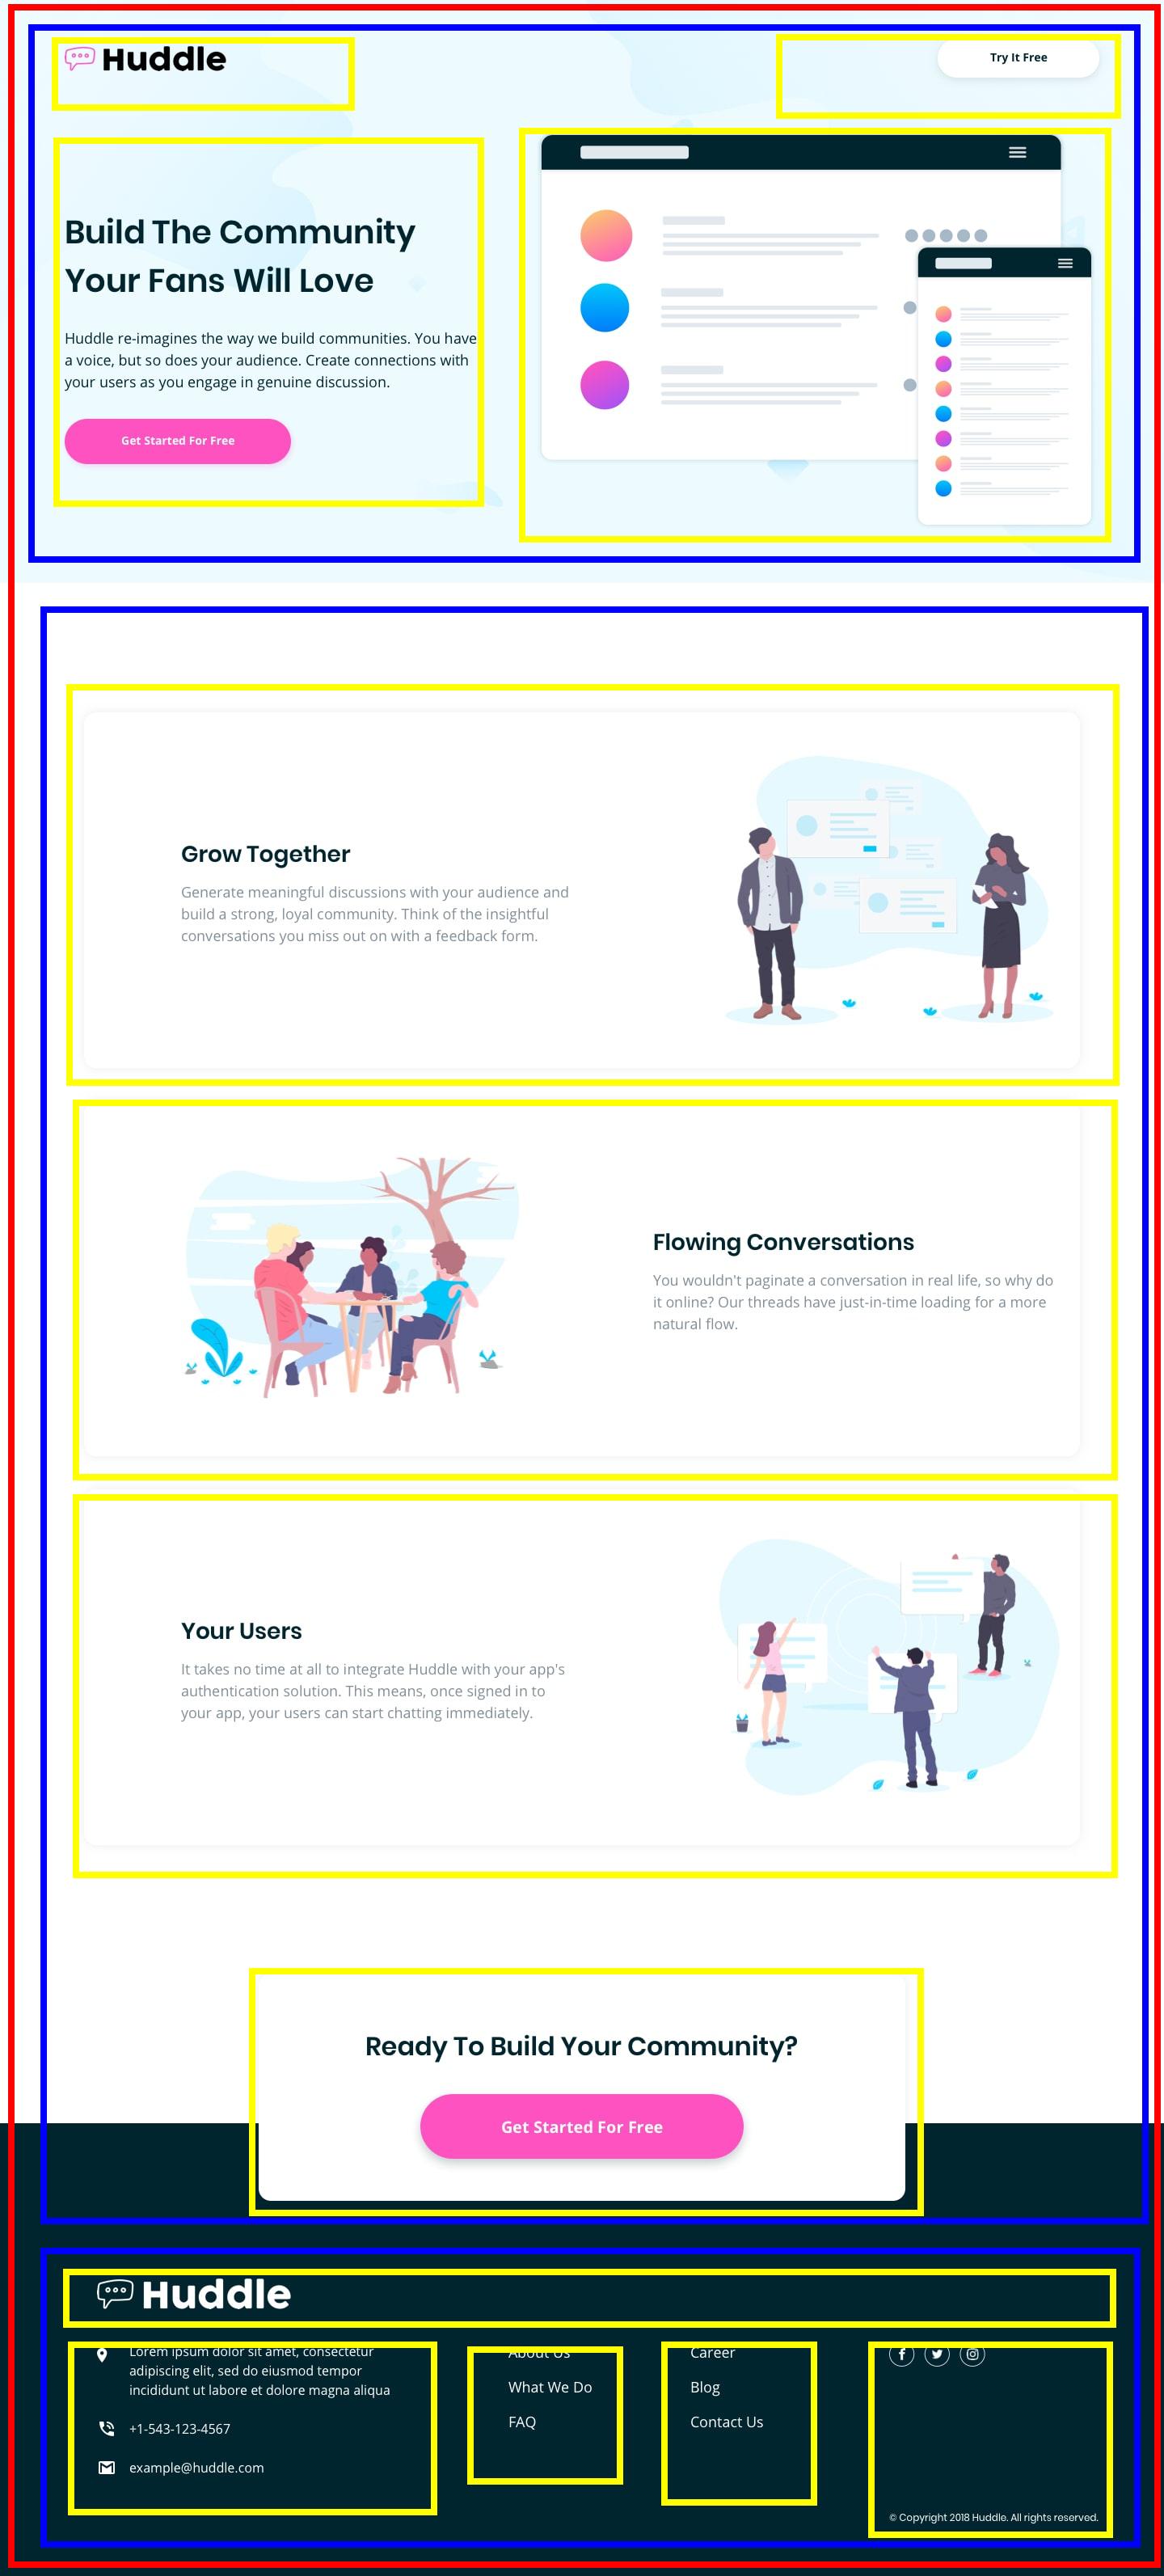 Huddle
Try It Free
Build The Community
Your Fans Will Love
Huddle re-imagines the way we build communities. You have
a voice, but so does your audience. Create connections with
your users as you engage in genuine discussion.
Get Started For Free
Grow Together
Generate meaningful discussions with your audience and
build a strong, loyal community. Think of the insightful
conversations you miss out on with a feedback form.
Flowing Conversations
You wouldn't paginate a conversation in real life, so why do
it online? Our threads have just-in-time loading for a more
natural flow.
Your Users
It takes no time at all to integrate Huddle with your app's
authentication solution. This means, once signed in to
your app, your users can start chatting immediately.
Ready To Build Your Community?
Get Started For Free
Huddle
Lorem ipsum dolor sit amet, consectetur
adipiscing elit, sed do eiusmod tempor
incididunt ut labore et dolore magna aliqua
+1-543-123-4567
example@huddle.com
About Us
What We Do
FAQ
Career
Blog
Contact Us
© Copyright 2018 Huddle. All rights reserved.